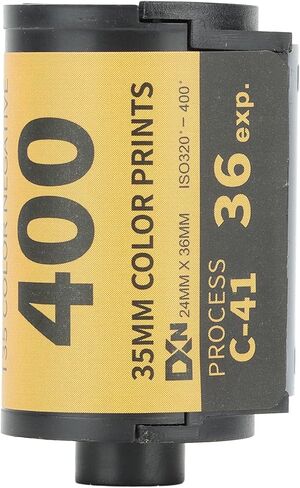 135 COLOR NEGATIVE
400
35MM COLOR PRINTS
DXN 24MM X 36MM ISO320°-400°
PROCESS
C-41 36 exp.